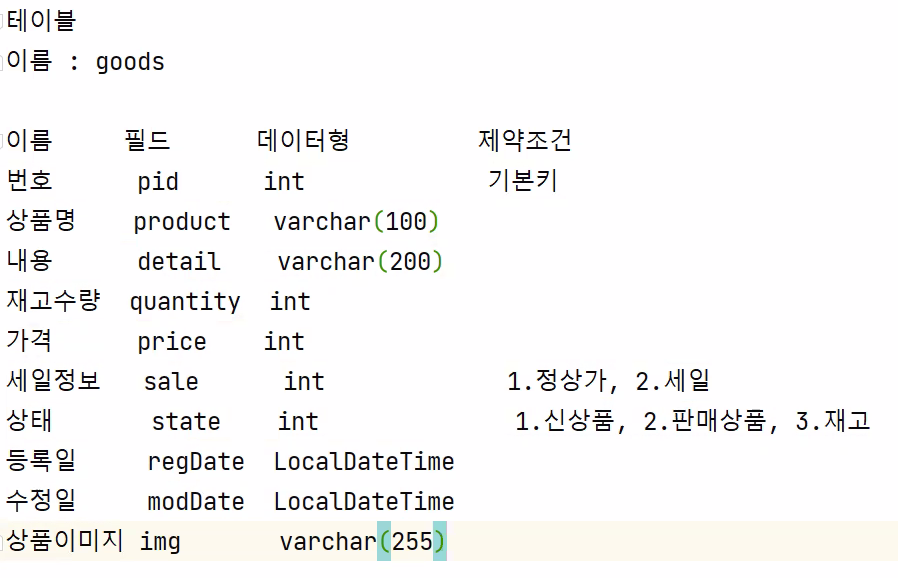 테이블
이름 : goods
이름 필드 데이터형 제약조건
번호 pid int 기본키
상품명 product varchar(100)
내용 detail varchar(200)
재고수량 quantity int
가격 price int
세일정보 sale int 1.정상가, 2.세일
상태 state int 1.신상품, 2.판매상품, 3.재고
등록일 regDate LocalDateTime
수정일 modDate LocalDateTime
상품이미지 img varchar(255)